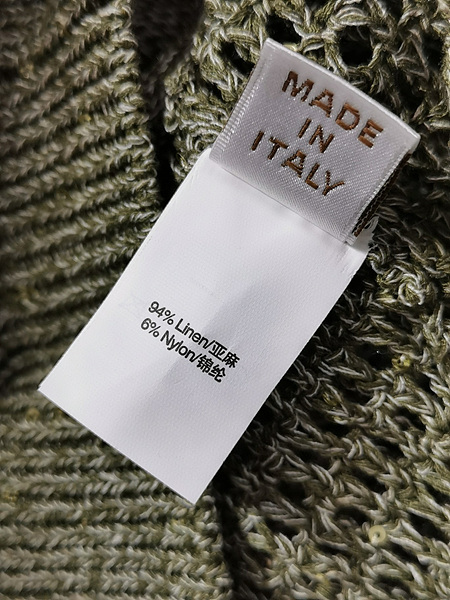 MADE
IN
ITALY
94% Linen/亚麻
6% Nylon/锦纶